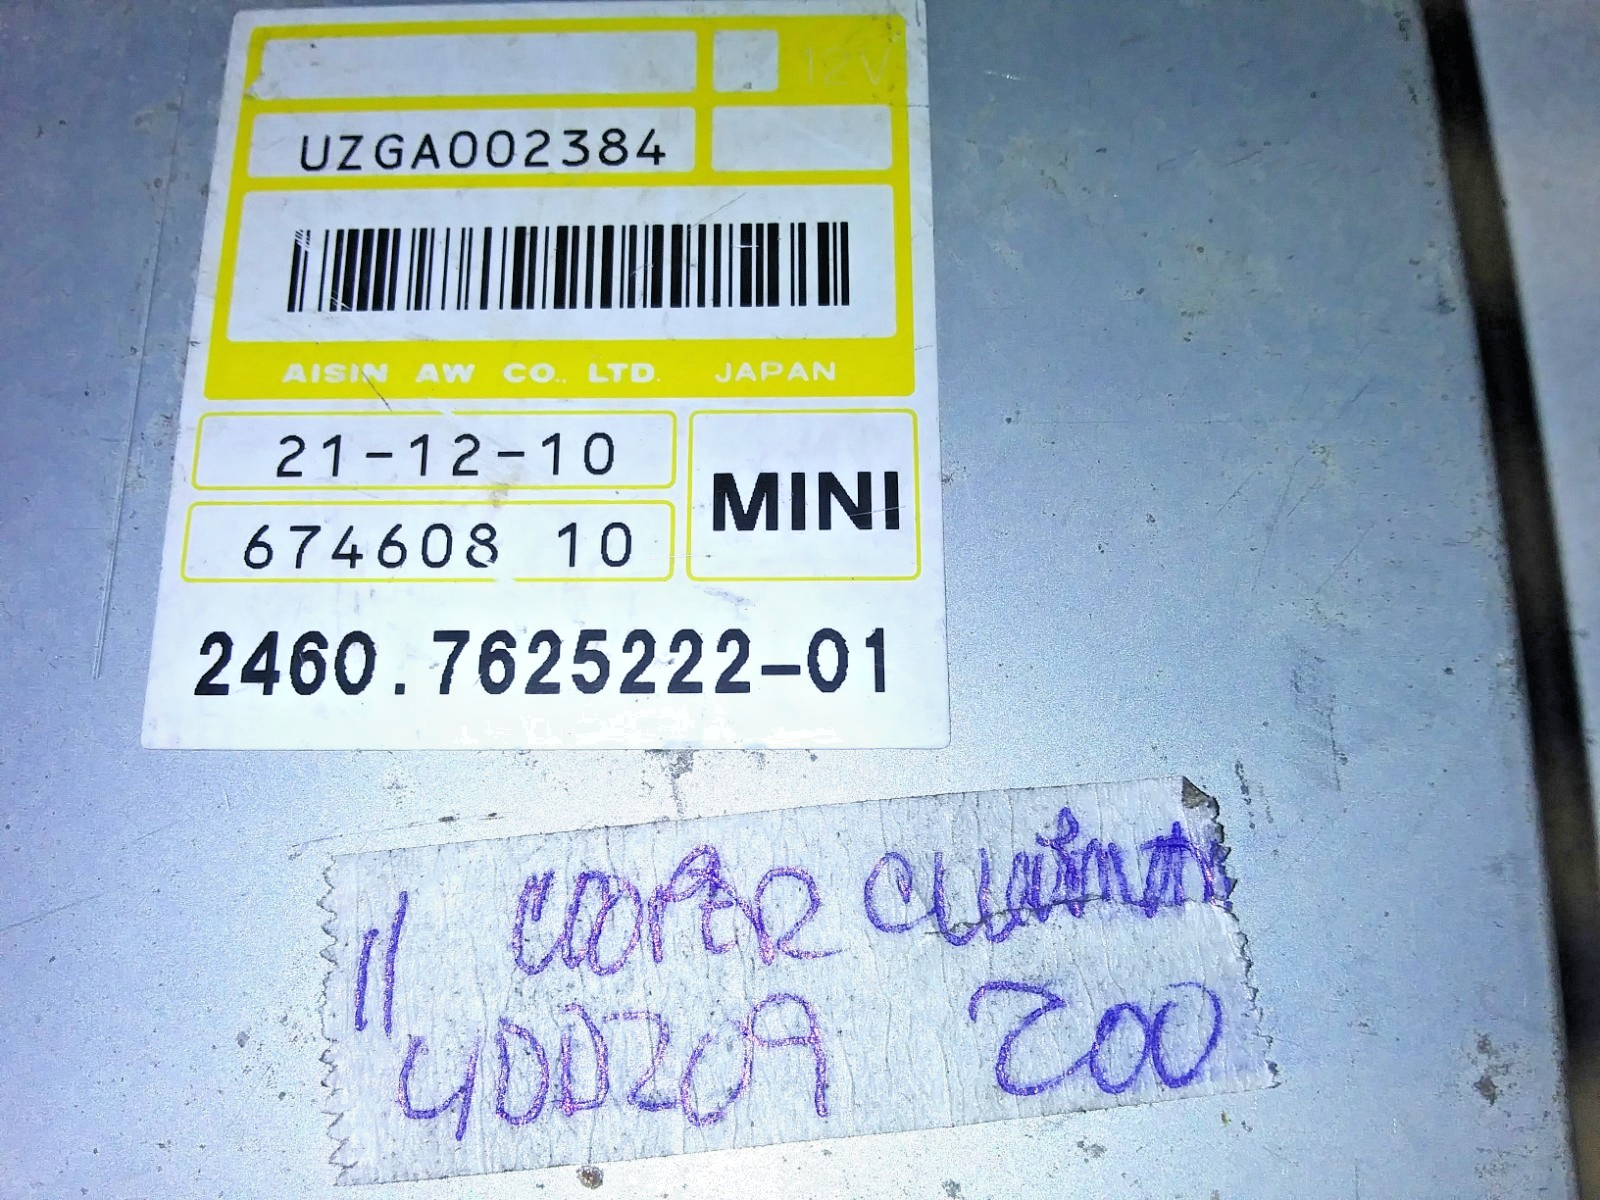 12V
UZGA002384
AISIN AW CO., LTD. JAPAN
21-12-10
MINI
674608 10
2460.7625222-01
11 COOPER
4DDZ09 200